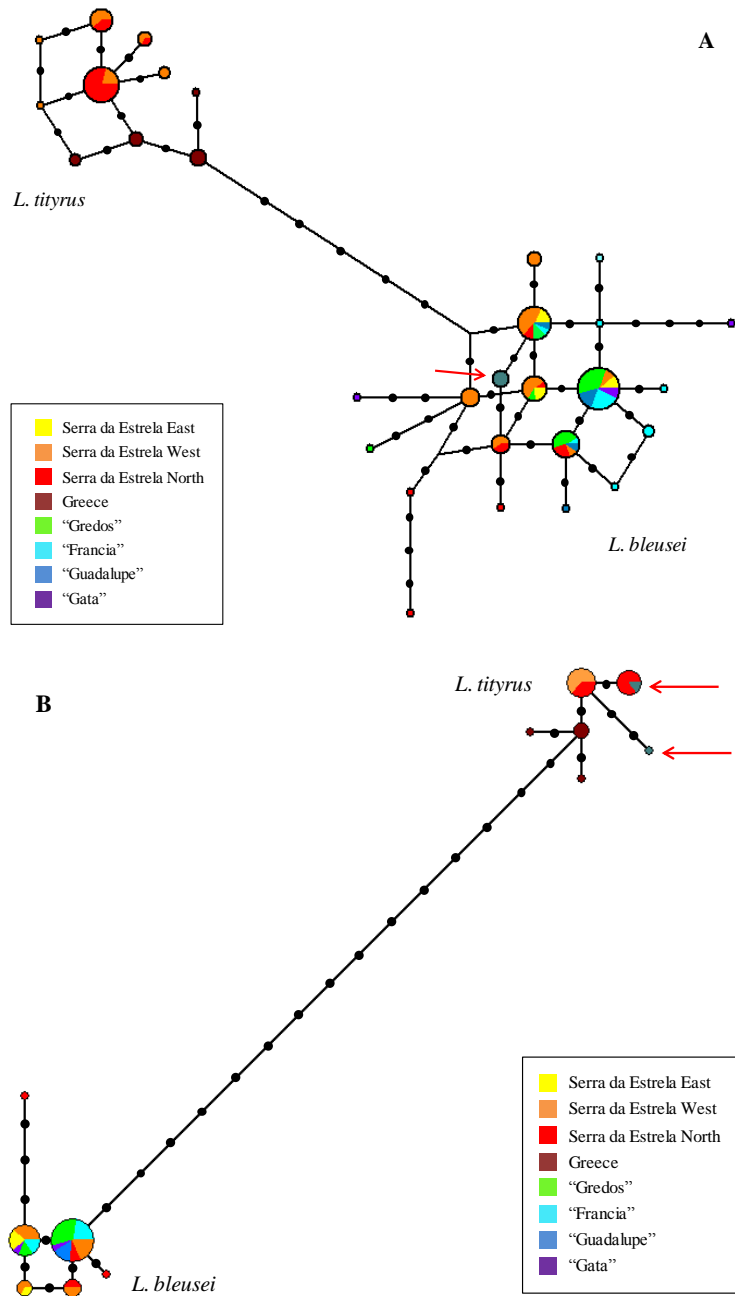 A
L. tityrus
Serra da Estrela East
Serra da Estrela West
Serra da Estrela North
Greece
“Gredos”
“Francia”
“Guadalupe”
“Gata”
L. bleusei
L. tityrus
B
Serra da Estrela East
Serra da Estrela West
Serra da Estrela North
Greece
“Gredos”
“Francia”
“Guadalupe”
“Gata”
L. bleusei